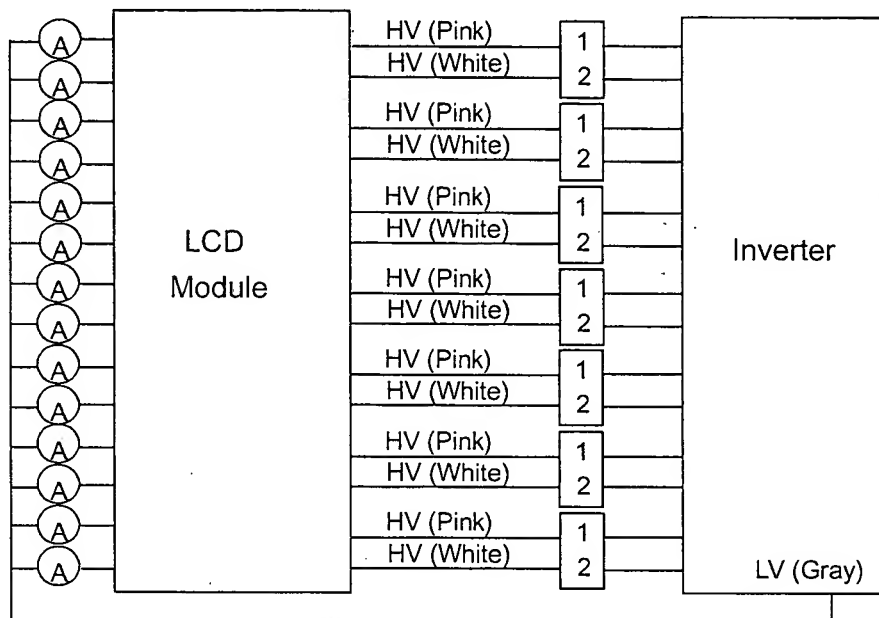 A
HV (Pink)
1
HV (White)
2
A
A
HV (Pink)
1
HV (White)
2
A
A
HV (Pink)
1
HV (White)
2
A
LCD
Module
Inverter
A
HV (Pink)
1
HV (White)
2
A
A
HV (Pink)
1
HV (White)
2
A
A
HV (Pink)
1
HV (White)
2
A
A
HV (Pink)
1
HV (White)
2
A
LV (Gray)